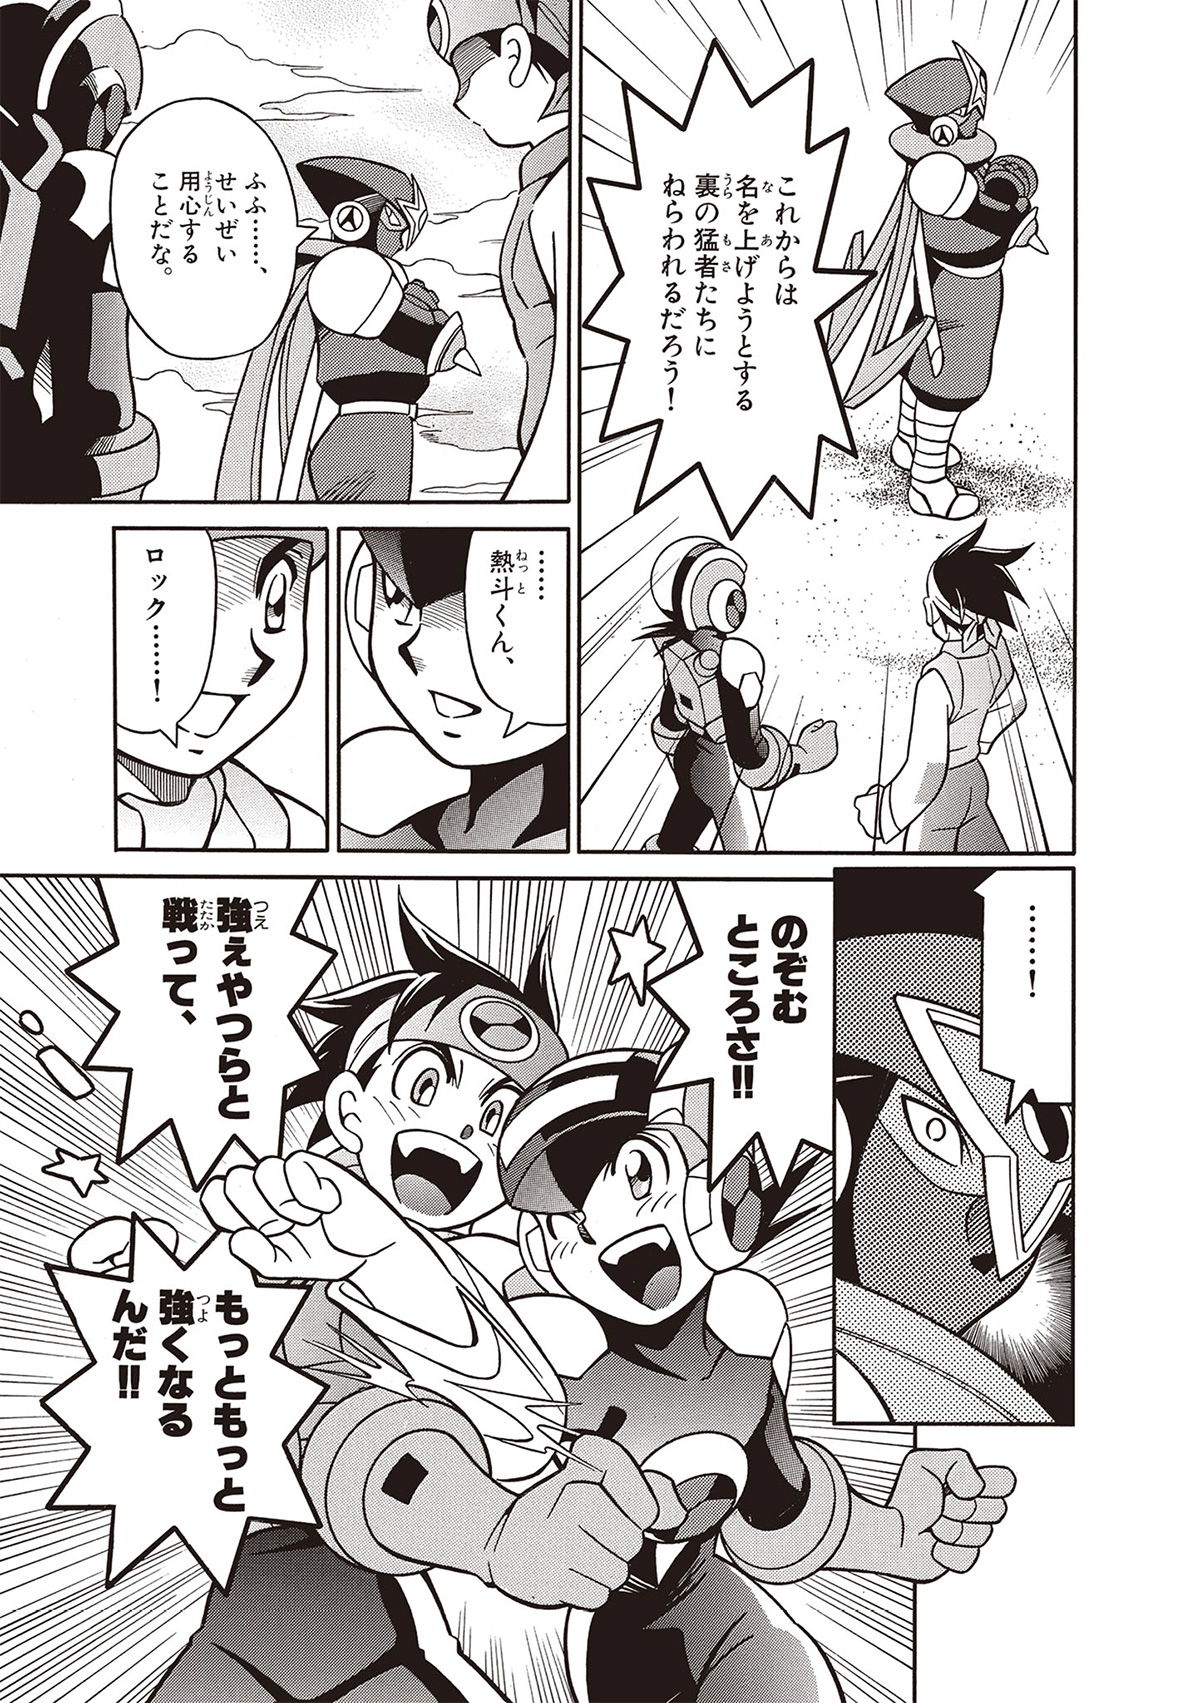 これからは
名を上げようとする
裏の猛者たちに
ねらわれるだろう！
ふふ……、
せいぜい
用心する
ことだな。
……
熱斗くん、
ロック………！
………！
のぞむ
ところさ!!
強ぇやつらと
戦って、
もっともっと
強くなる
んだ!!